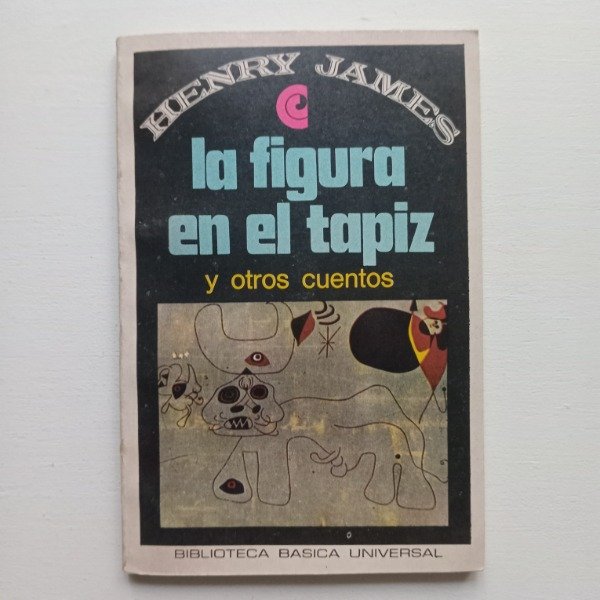 HENRY JAMES
la figura
en el tapiz
y otros cuentos
BIBLIOTECA BASICA UNIVERSAL